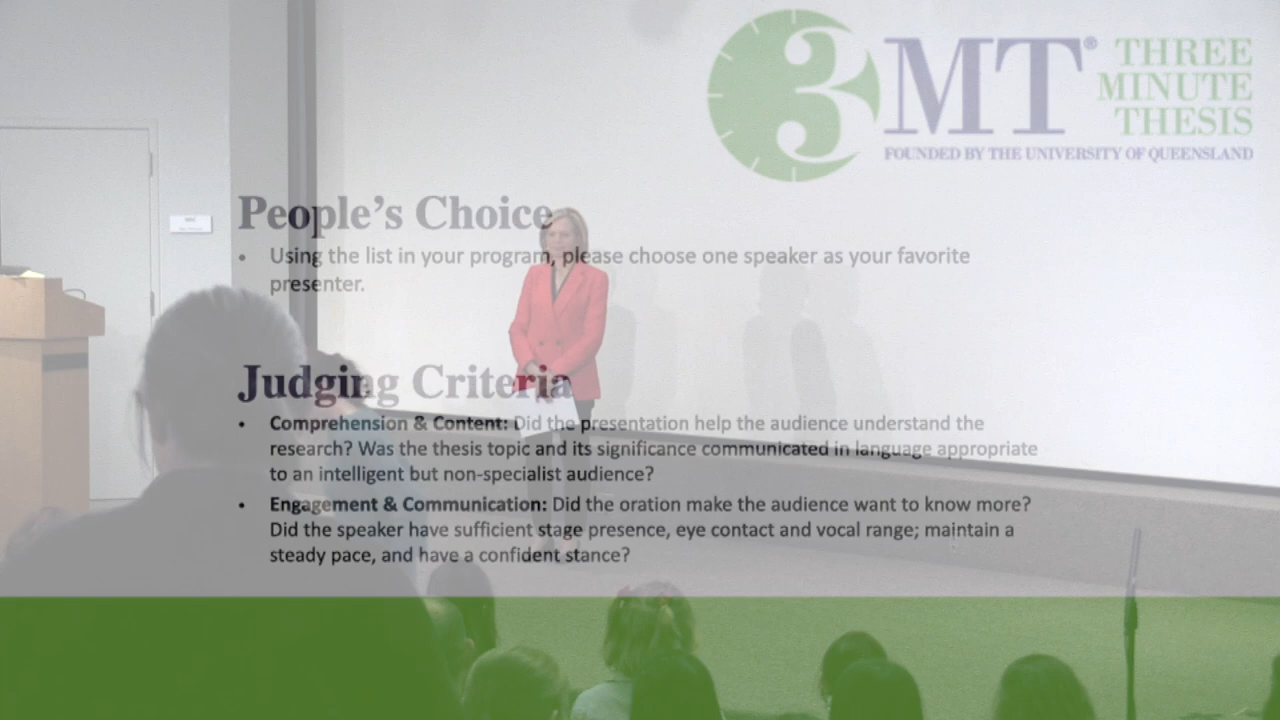 3MT® THREE
MINUTE
THESIS
FOUNDED BY THE UNIVERSITY OF QUEENSLAND
People's Choice
• Using the list in your program, please choose one speaker as your favorite
presenter.
Judging Criteria
• Comprehension & Content: Did the presentation help the audience understand the
research? Was the thesis topic and its significance communicated in language appropriate
to an intelligent but non-specialist audience?
• Engagement & Communication: Did the oration make the audience want to know more?
Did the speaker have sufficient stage presence, eye contact and vocal range; maintain a
steady pace, and have a confident stance?